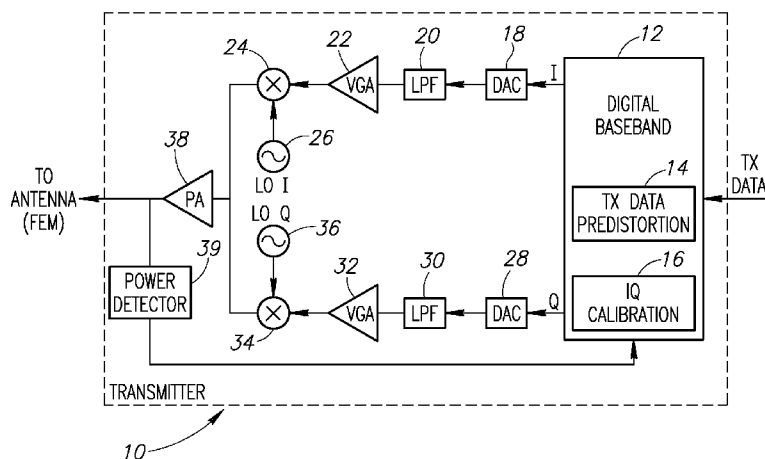 24
22
20
18
12
VGA
LPF
DAC
I
DIGITAL
BASEBAND
38
26
LO I
TO
ANTENNA
(FEM)
PA
LO Q
14
TX
DATA
TX DATA
PREDISTORTION
39
36
POWER
DETECTOR
32
30
28
16
VGA
LPF
DAC
Q
IQ
CALIBRATION
34
TRANSMITTER
10